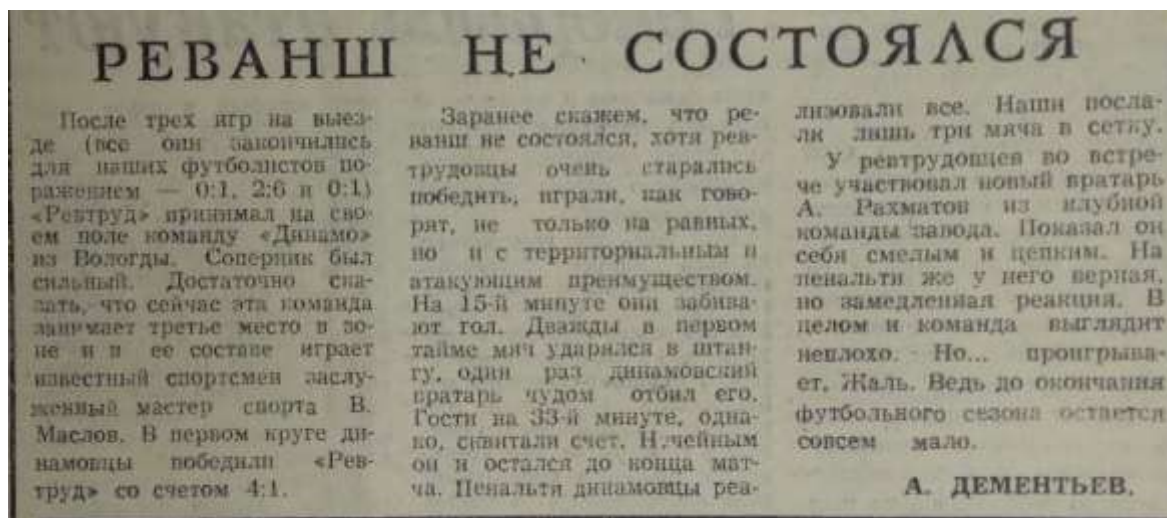 РЕВАНШ НЕ СОСТОЯЛСЯ
После трех игр на выез-
де (все они закончились
для наших футболистов по-
ражением — 0:1, 2:6 и 0:1)
«Ревтруд» принимал на сво-
ем поле команду «Динамо»
из Вологды. Соперник был
сильный. Достаточно ска-
зать, что сейчас эта команда
занимает третье место в зо-
не и в ее составе играет
известный спортсмен заслу-
женный мастер спорта В.
Маслов. В первом круге ди-
намовцы победили «Рев-
труд» со счетом 4:1.
Заранее скажем, что ре-
ванш не состоялся, хотя рев-
трудовцы очень старались
победить, играли, как гово-
рят, не только на равных,
но и с территориальным и
атакующим преимуществом.
На 15-й минуте они забива-
ют гол. Дважды в первом
тайме мяч ударялся в штан-
гу, один раз динамовский
вратарь чудом отбил его.
Гости на 33-й минуте, одна-
ко, сквитали счет. Ничейным
он и остался до конца мат-
ча. Пенальти динамовцы реа-
лизовали все. Наши посла-
ли лишь три мяча в сетку.
У ревтрудовцев во встре-
че участвовал новый вратарь
А. Рахматов из клубной
команды завода. Показал он
себя смелым и цепким. На
пенальти же у него верная,
но замедленная реакция. В
целом и команда выглядит
неплохо. Но... проигрыва-
ет. Жаль. Ведь до окончания
футбольного сезона остается
совсем мало.
А. ДЕМЕНТЬЕВ.